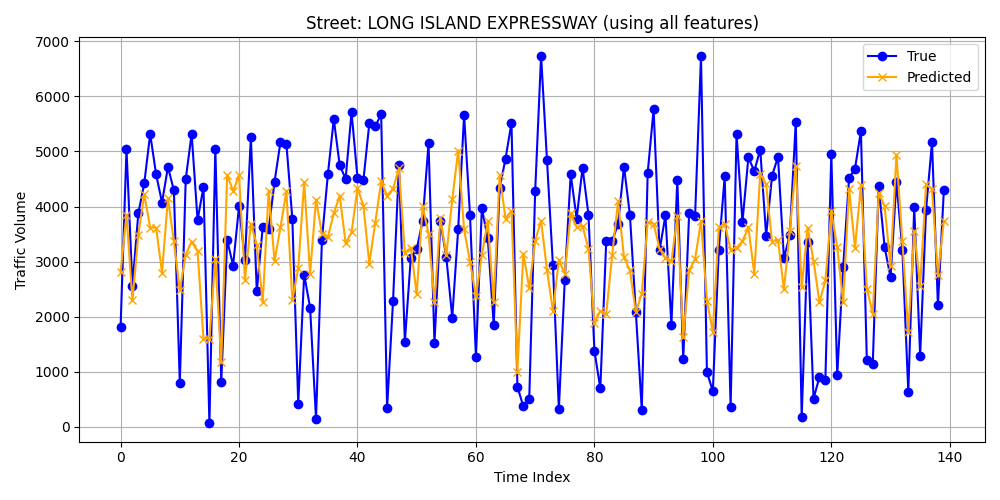 Street: LONG ISLAND EXPRESSWAY (using all features)
True
Predicted
Traffic Volume
7000
6000
5000
4000
3000
2000
1000
0
0 20 40 60 80 100 120 140
Time Index